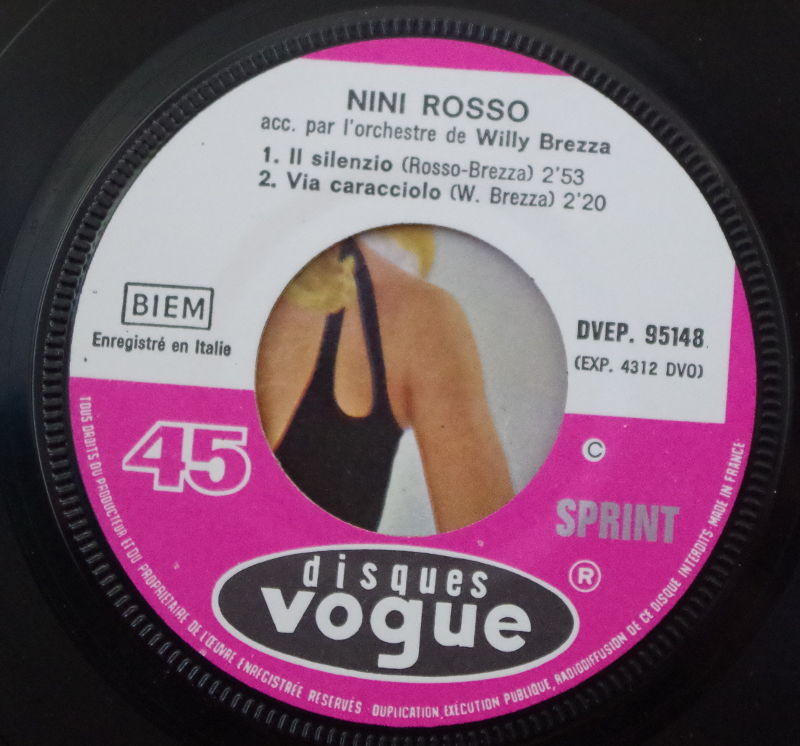 NINI ROSSO
acc. par l'orchestre de Willy Brezza
1. Il silenzio (Rosso-Brezza) 2'53
2. Via caracciolo (W. Brezza) 2'20
BIEM
Enregistré en Italie
DVEP. 95148
(EXP. 4312 DVO)
45
©
SPRINT
disques
vogue
®
TOUS DROITS DU PRODUCTEUR ET DU PROPRIETAIRE DE L'ŒUVRE ENREGISTRÉE RESERVÉS · DUPLICATION, EXÉCUTION PUBLIQUE, RADIODIFFUSION DE CE DISQUE INTERDITS · MADE IN FRANCE